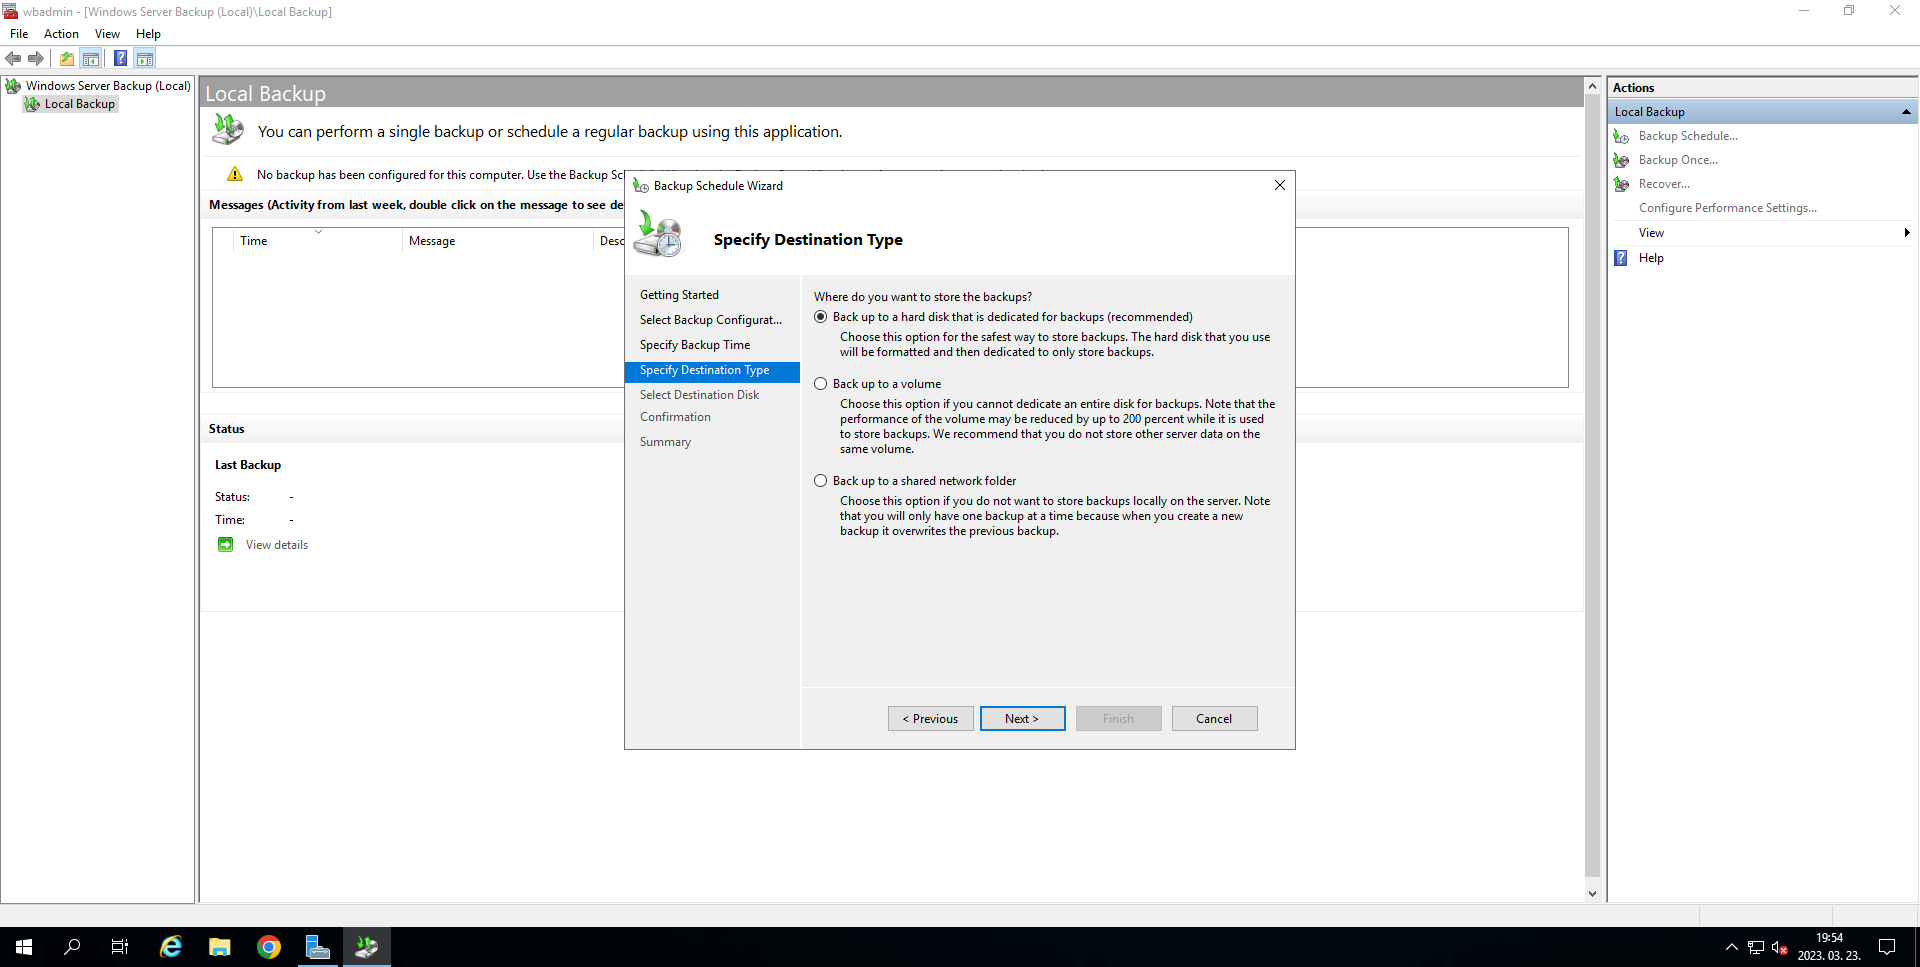 wbadmin - [Windows Server Backup (Local)\Local Backup]
File Action View Help
Windows Server Backup (Local)
Local Backup
Local Backup
You can perform a single backup or schedule a regular backup using this application.
No backup has been configured for this computer. Use the Backup Sc
Messages (Activity from last week, double click on the message to see de
Time Message Desc
Status
Last Backup
Status: -
Time: -
View details
Backup Schedule Wizard
Specify Destination Type
Getting Started
Select Backup Configurat...
Specify Backup Time
Specify Destination Type
Select Destination Disk
Confirmation
Summary
Where do you want to store the backups?
Back up to a hard disk that is dedicated for backups (recommended)
Choose this option for the safest way to store backups. The hard disk that you use
will be formatted and then dedicated to only store backups.
Back up to a volume
Choose this option if you cannot dedicate an entire disk for backups. Note that the
performance of the volume may be reduced by up to 200 percent while it is used
to store backups. We recommend that you do not store other server data on the
same volume.
Back up to a shared network folder
Choose this option if you do not want to store backups locally on the server. Note
that you will only have one backup at a time because when you create a new
backup it overwrites the previous backup.
< Previous Next > Finish Cancel
Actions
Local Backup
Backup Schedule...
Backup Once...
Recover...
Configure Performance Settings...
View
Help
19:54
2023. 03. 23.